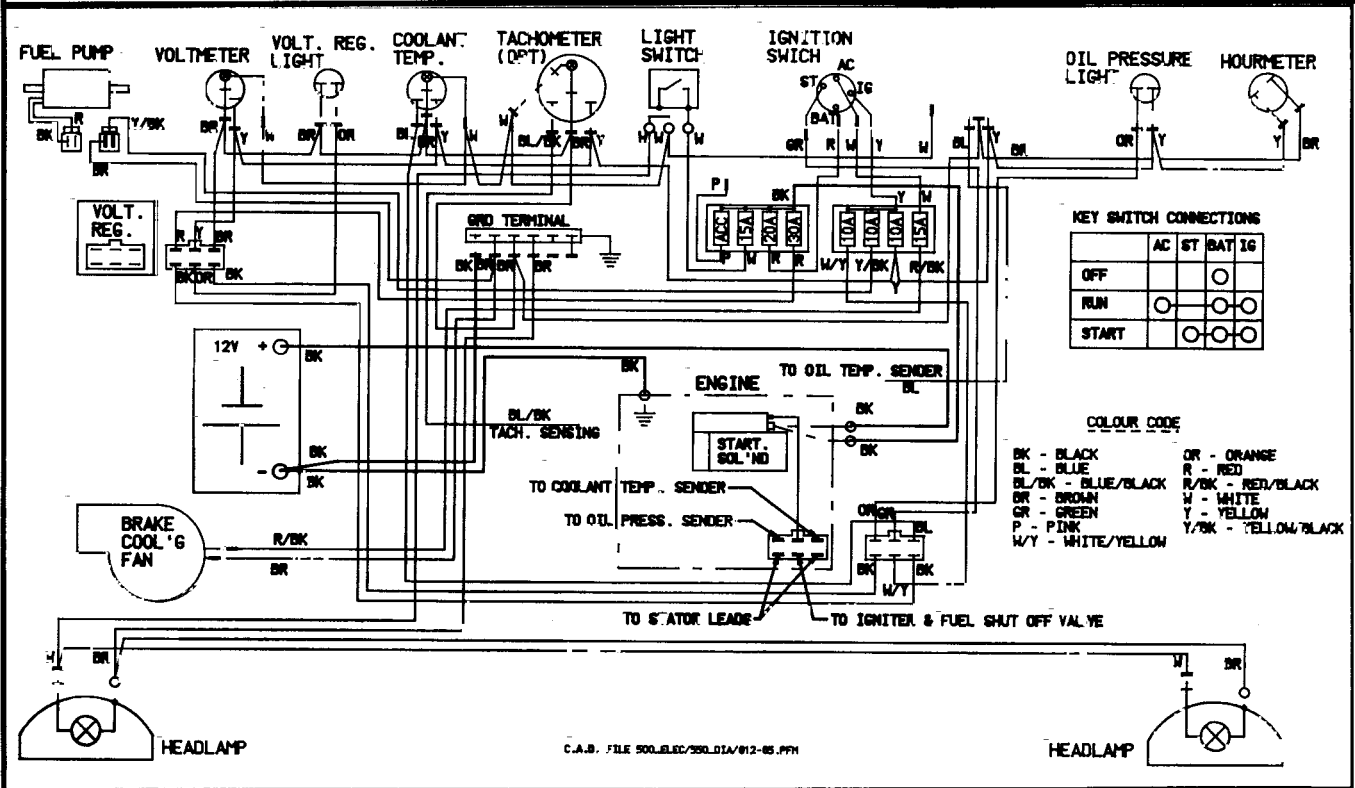 FUEL PUMP
VOLTMETER
VOLT. REG.
LIGHT
COOLANT
TEMP.
TACHOMETER
(OPT)
LIGHT
SWITCH
IGNITION
SWICH
OIL PRESSURE
LIGHT
HOURMETER
AC
ST
IG
BAT
BK
R
Y/BK
BR
BR
Y
W
BR
OR
BL
BR
Y
W
W
BL/BK
BR
Y
W
W
W
GR
R
W
Y
W
BL
BR
OR
Y
Y
BR
VOLT.
REG.
R
Y
BR
BK
OR
BK
GRD TERMINAL
BK
BR
BR
BR
P
BK
ACC
15A
20A
30A
P
W
R
R
Y
W
10A
10A
10A
15A
W/Y
Y/BK
Y
R/BK
KEY SWITCH CONNECTIONS
AC ST BAT IG
OFF
RUN
START
12V
+
BK
-
BK
BK
BK
ENGINE
TO OIL TEMP. SENDER
BL
BL/BK
TACH. SENSING
START.
SOL'ND
BK
BK
TO COOLANT TEMP. SENDER
TO OIL PRESS. SENDER
OR
GR
BL
BK
W/Y
BK
COLOUR CODE
BK - BLACK
BL - BLUE
BL/BK - BLUE/BLACK
BR - BROWN
GR - GREEN
P - PINK
W/Y - WHITE/YELLOW
OR - ORANGE
R - RED
R/BK - RED/BLACK
W - WHITE
Y - YELLOW
Y/BK - YELLOW/BLACK
BRAKE
COOL'G
FAN
R/BK
BR
TO STATOR LEADS
TO IGNITER & FUEL SHUT OFF VALVE
W
BR
W
BR
HEADLAMP
HEADLAMP
C.A.D. FILE 500_ELEC/550_DIA/012-05.PFM